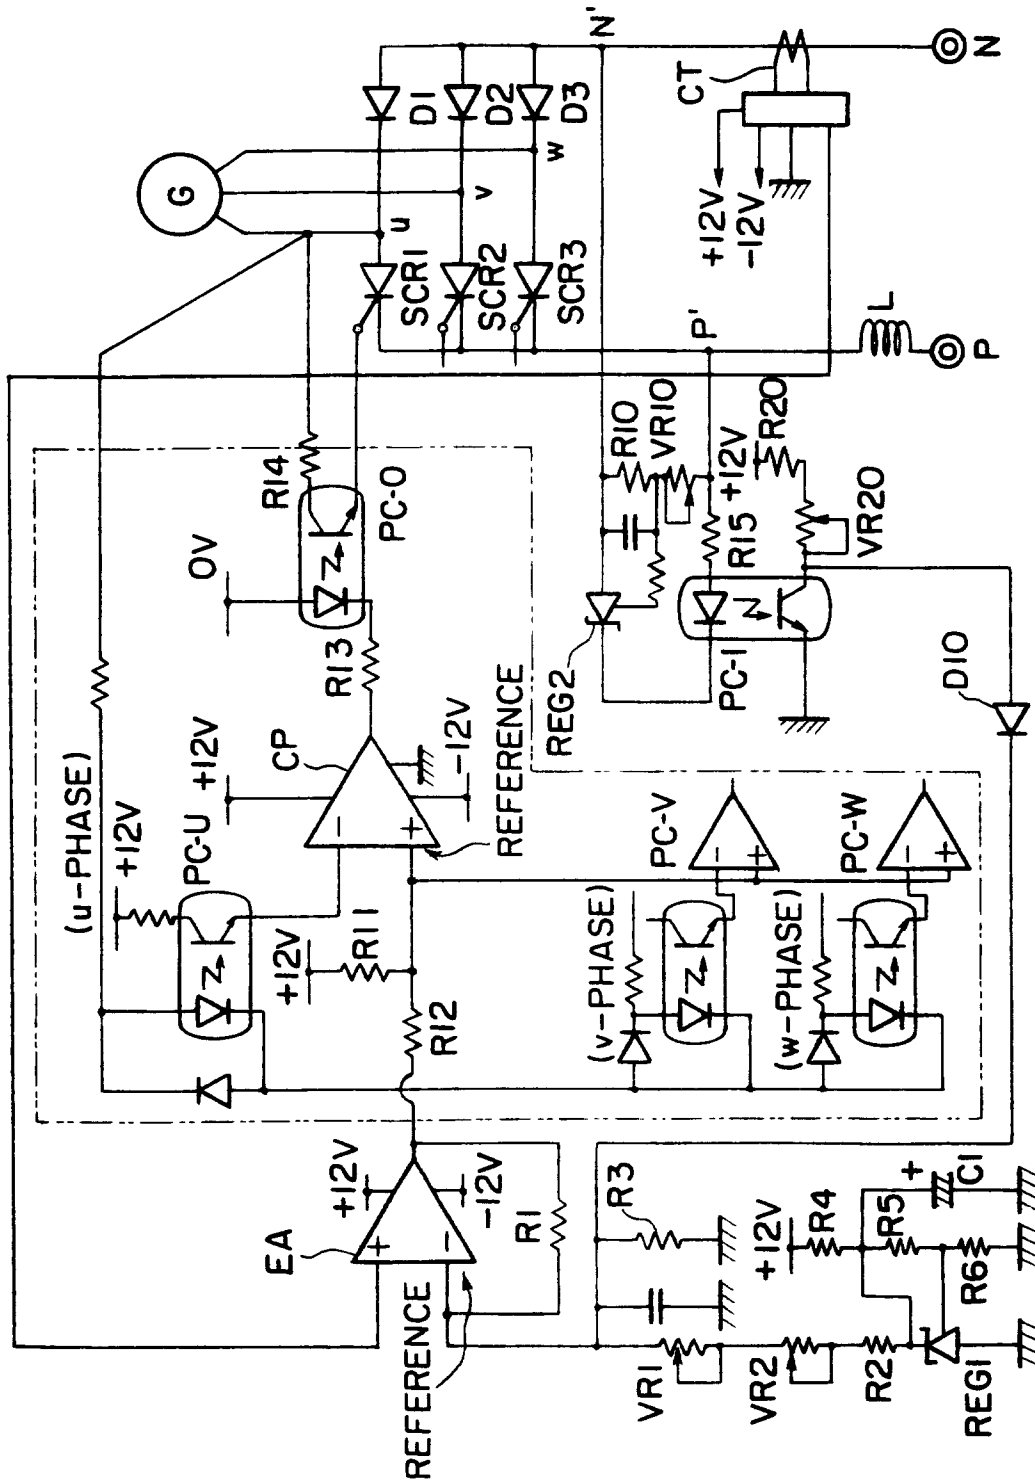 G
N'
D1
D2
D3
u
v
w
SCR1
SCR2
SCR3
P'
CT
+12V
-12V
N
L
P
R14
PC-O
0V
R13
(u-PHASE)
+12V
PC-U
+12V
CP
-12V
REFERENCE
+12V
R11
R12
-
+
R10
VR10
+12V
R20
R15
VR20
REG2
PC-1
D10
PC-V
-
+
PC-W
-
+
(v-PHASE)
(w-PHASE)
EA
+12V
-12V
+
-
R1
REFERENCE
R3
+12V
R4
R5
R6
+
C1
VR1
VR2
R2
REG1